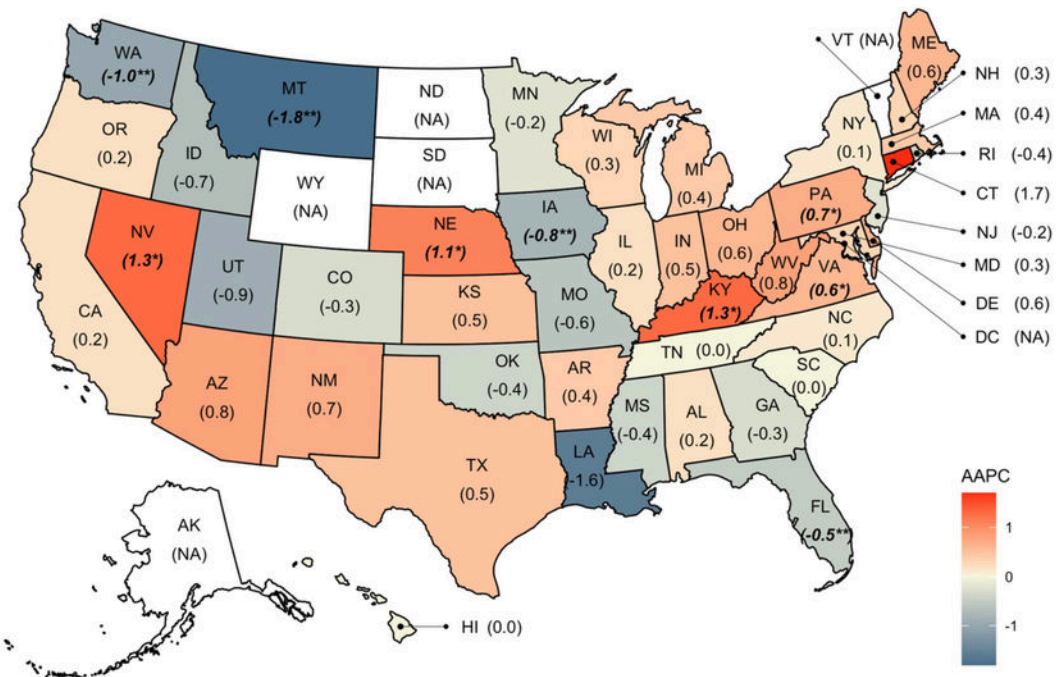 WA
(-1.0**)
MT
(-1.8**)
ND
(NA)
MN
(-0.2)
VT (NA)
ME
(0.6)
NH (0.3)
MA (0.4)
RI (-0.4)
CT (1.7)
NJ (-0.2)
MD (0.3)
DE (0.6)
DC (NA)
OR
(0.2)
ID
(-0.7)
SD
(NA)
WI
(0.3)
NY
(0.1)
WY
(NA)
MI
(0.4)
PA
(0.7*)
NV
(1.3*)
NE
(1.1*)
IA
(-0.8**)
UT
(-0.9)
IL
(0.2)
IN
(0.5)
OH
(0.6)
WV
(0.8)
VA
(0.6*)
CO
(-0.3)
KS
(0.5)
MO
(-0.6)
KY
(1.3*)
CA
(0.2)
NC
(0.1)
TN (0.0)
SC
(0.0)
AZ
(0.8)
NM
(0.7)
OK
(-0.4)
AR
(0.4)
MS
(-0.4)
AL
(0.2)
GA
(-0.3)
TX
(0.5)
LA
(-1.6)
FL
(-0.5**)
AK
(NA)
HI (0.0)
AAPC
1
0
-1